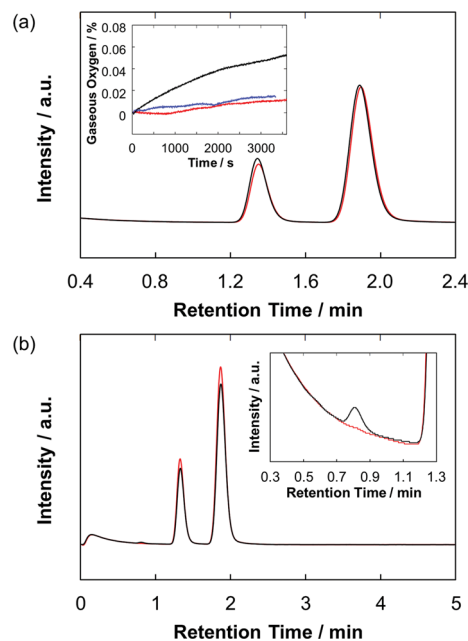 (a)
Intensity / a.u.
Gaseous Oxygen / %
0.08
0.06
0.04
0.02
0
0 1000 2000 3000
Time / s
0.4 0.8 1.2 1.6 2.0 2.4
Retention Time / min
(b)
Intensity / a.u.
Intensity / a.u.
0.3 0.5 0.7 0.9 1.1 1.3
Retention Time / min
0 1 2 3 4 5
Retention Time / min